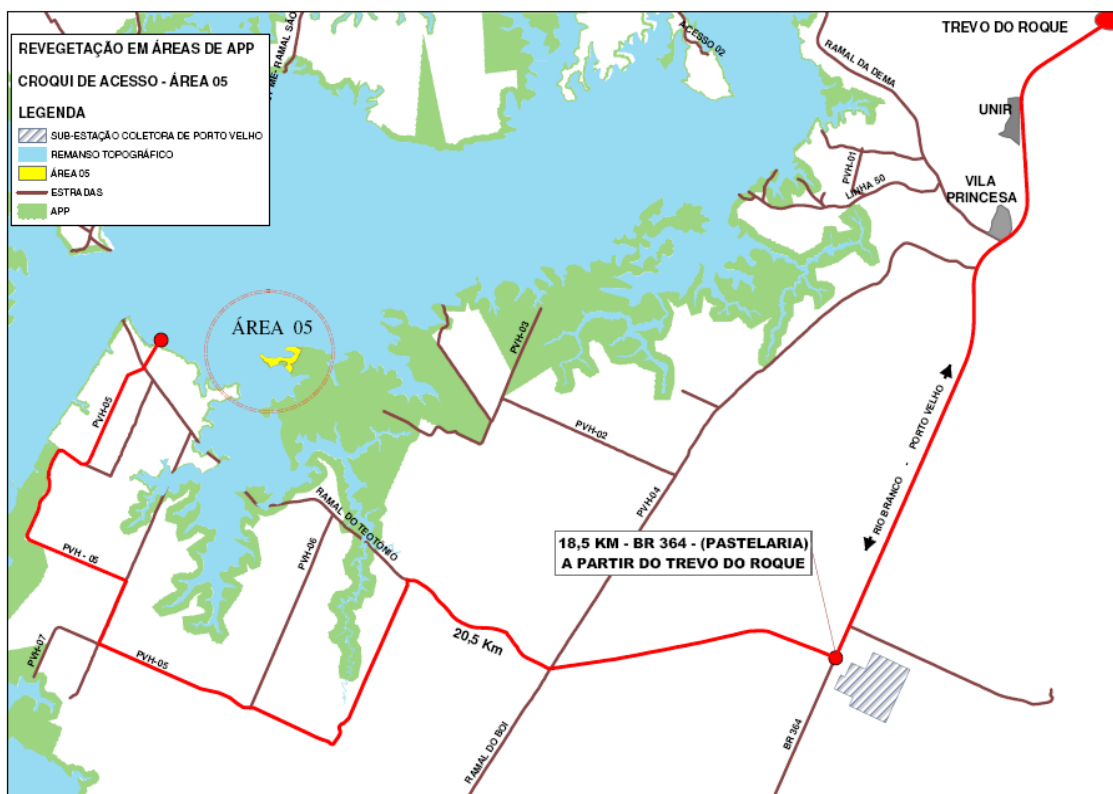 REVEGETAÇÃO EM ÁREAS DE APP
CROQUI DE ACESSO - ÁREA 05
LEGENDA
SUB-ESTAÇÃO COLETORA DE PORTO VELHO
REMANSO TOPOGRÁFICO
ÁREA 05
ESTRADAS
APP
RAMAL SÃO
ACESSO 02
RAMAL DA DEMA
TREVO DO ROQUE
UNIR
VILA
PRINCESA
PVH-01
LINHA 50
ÁREA 05
PVH-03
PVH-02
PVH-04
PVH-05
RIO BRANCO - PORTO VELHO
RAMAL DO TEOTONIO
PVH-06
PVH - 05
18,5 KM - BR 364 - (PASTELARIA)
A PARTIR DO TREVO DO ROQUE
20,5 Km
PVH-07
PVH-05
RAMAL DO BOI
BR 364